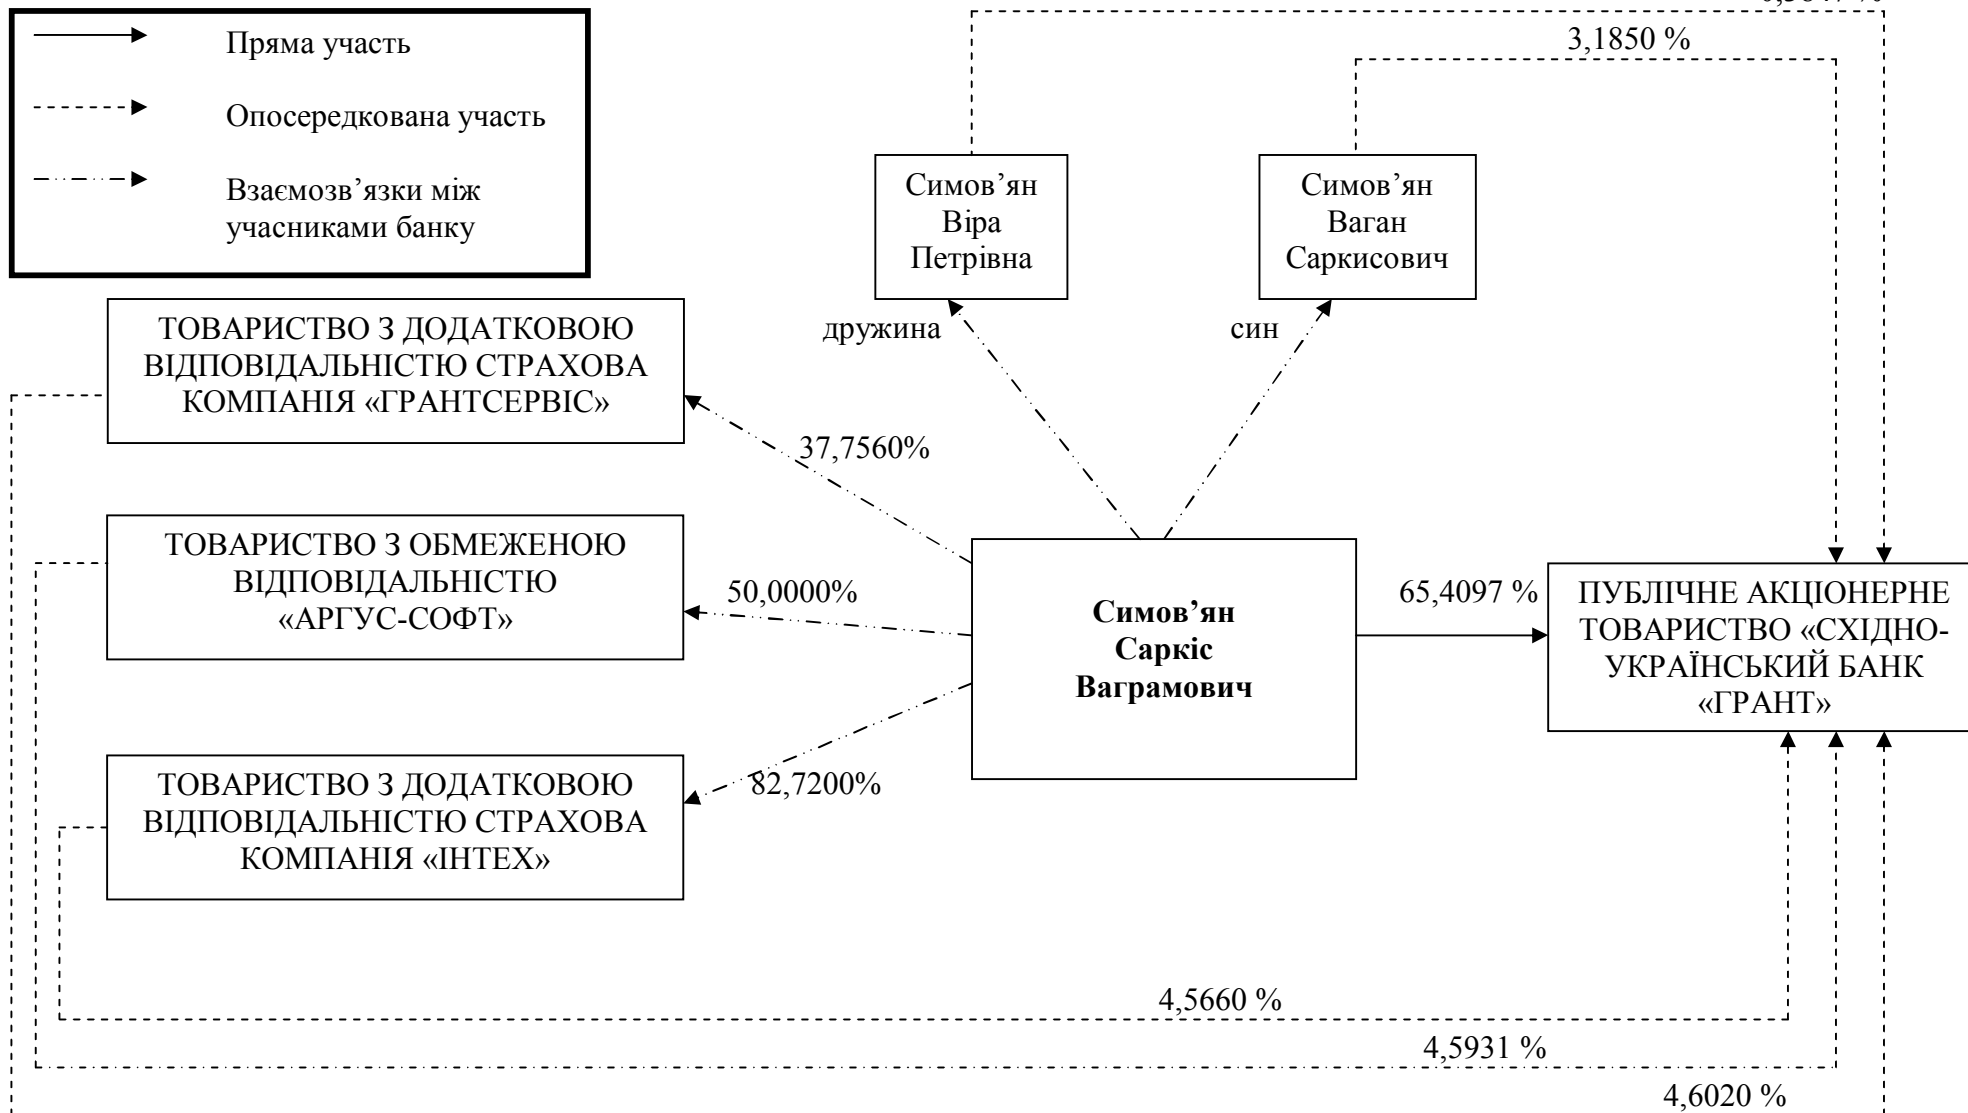 Пряма участь
Опосередкована участь
Взаємозв’язки між
учасниками банку
3,1850 %
Симов’ян
Віра
Петрівна
Симов’ян
Ваган
Саркисович
дружина
син
ТОВАРИСТВО З ДОДАТКОВОЮ
ВІДПОВІДАЛЬНІСТЮ СТРАХОВА
КОМПАНІЯ «ГРАНТСЕРВІС»
37,7560%
ТОВАРИСТВО З ОБМЕЖЕНОЮ
ВІДПОВІДАЛЬНІСТЮ
«АРГУС-СОФТ»
50,0000%
Симов’ян
Саркіс
Ваграмович
65,4097 %
ПУБЛІЧНЕ АКЦІОНЕРНЕ
ТОВАРИСТВО «СХІДНО-
УКРАЇНСЬКИЙ БАНК
«ГРАНТ»
ТОВАРИСТВО З ДОДАТКОВОЮ
ВІДПОВІДАЛЬНІСТЮ СТРАХОВА
КОМПАНІЯ «ІНТЕХ»
82,7200%
4,5660 %
4,5931 %
4,6020 %